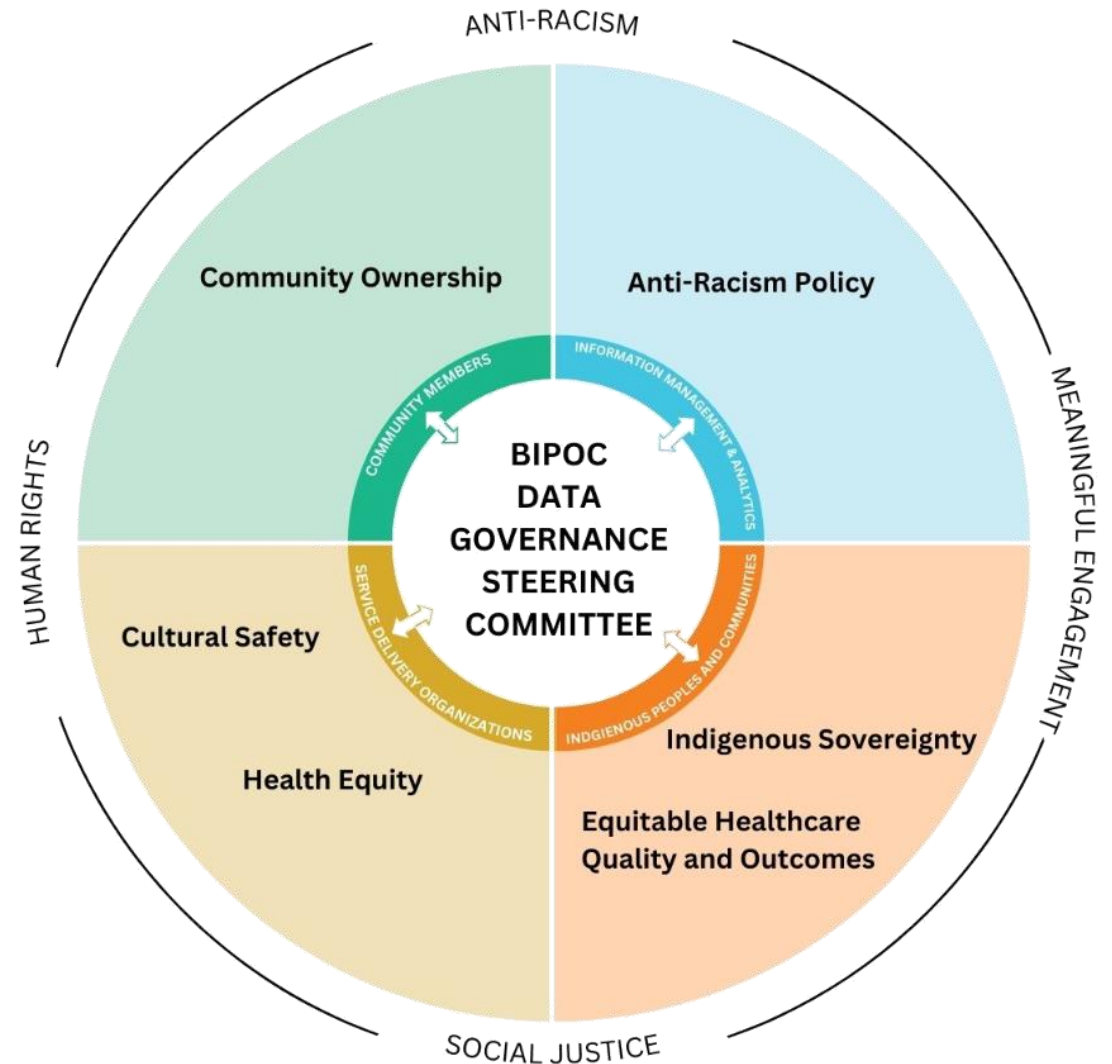 ANTI-RACISM
Community Ownership
Anti-Racism Policy
COMMUNITY MEMBERS
INFORMATION MANAGEMENT & ANALYTICS
BIPOC
DATA
GOVERNANCE
STEERING
COMMITTEE
HUMAN RIGHTS
MEANINGFUL ENGAGEMENT
SERVICE DELIVERY ORGANIZATIONS
INDGIENOUS PEOPLES AND COMMUNITIES
Cultural Safety
Health Equity
Indigenous Sovereignty
Equitable Healthcare
Quality and Outcomes
SOCIAL JUSTICE